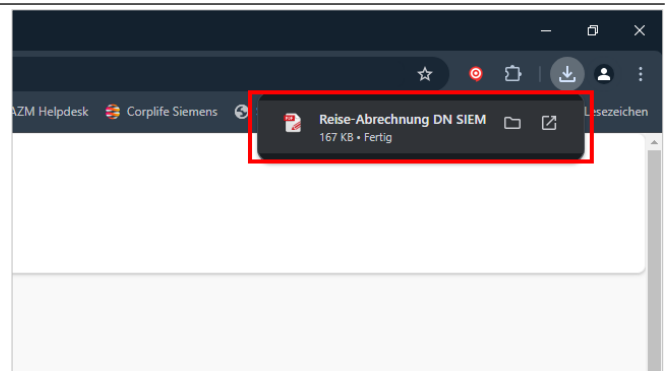 AZM Helpdesk Corplife Siemens Lesezeichen
Reise-Abrechnung DN SIEM
167 KB • Fertig